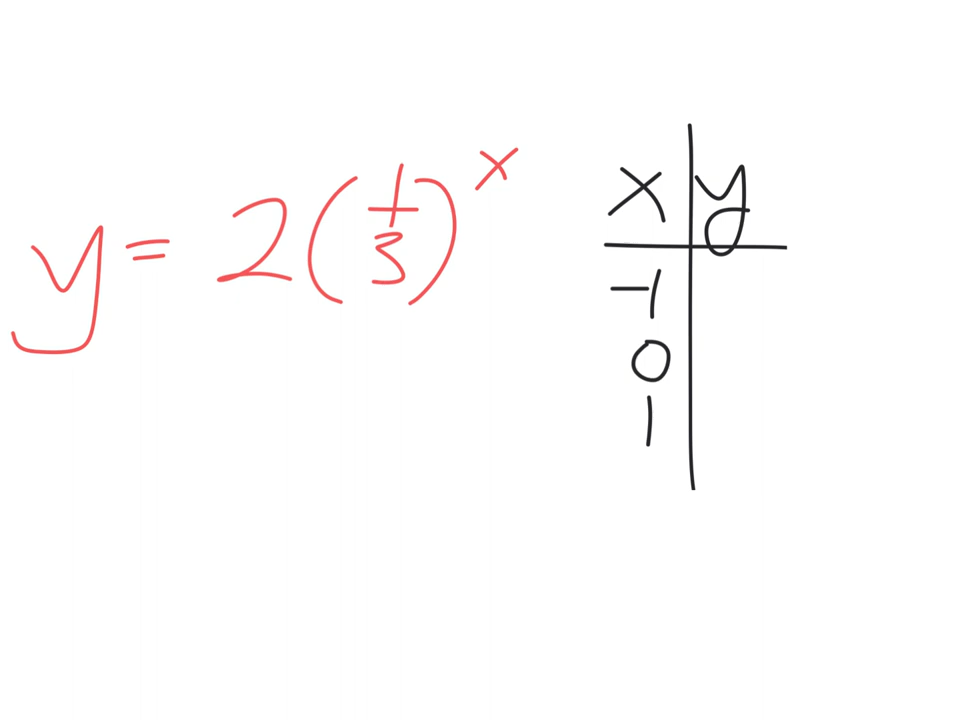 y = 2(1/3)^x
x y
-1
0
1